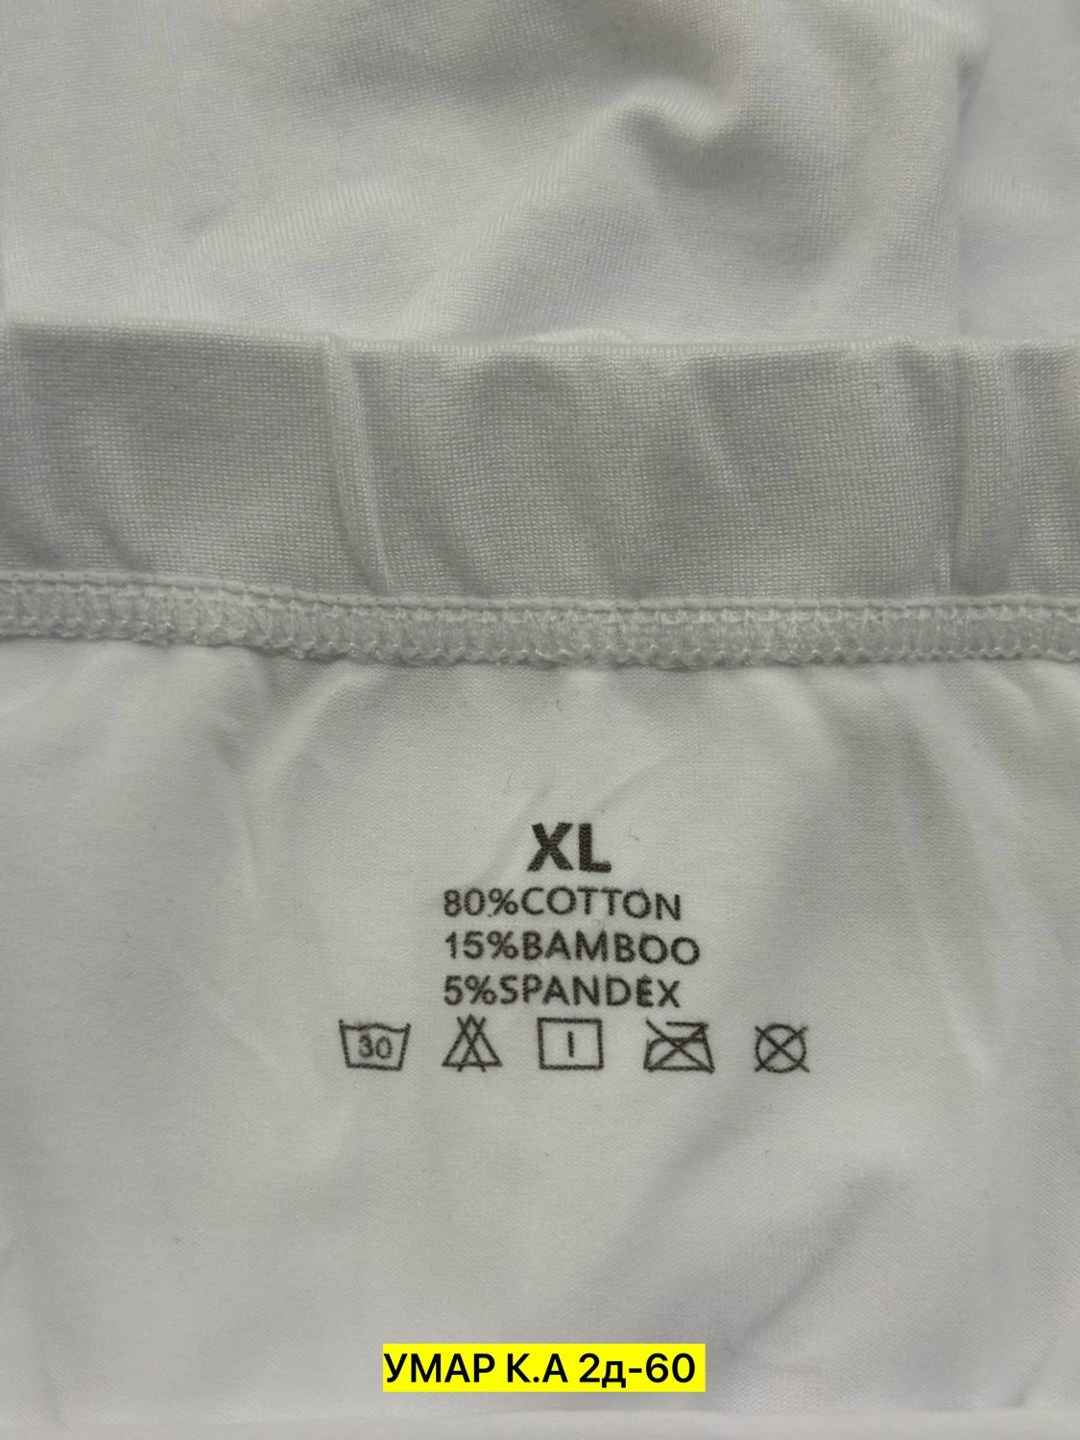 XL
80%COTTON
15%BAMBOO
5%SPANDEX
30
УМАР К.А 2д-60